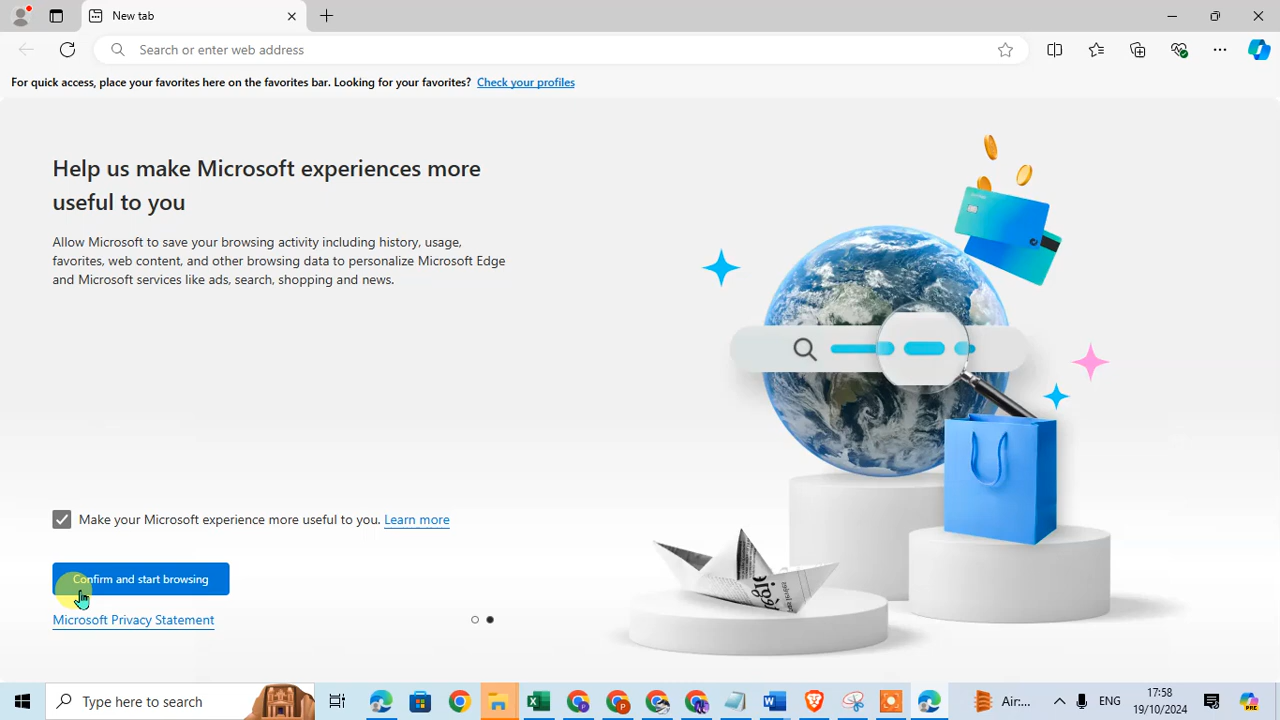 New tab
Search or enter web address
For quick access, place your favorites here on the favorites bar. Looking for your favorites? Check your profiles
Help us make Microsoft experiences more
useful to you
Allow Microsoft to save your browsing activity including history, usage,
favorites, web content, and other browsing data to personalize Microsoft Edge
and Microsoft services like ads, search, shopping and news.
Make your Microsoft experience more useful to you. Learn more
Confirm and start browsing
Microsoft Privacy Statement
Type here to search
Air:...
ENG
17:58
19/10/2024
PRE